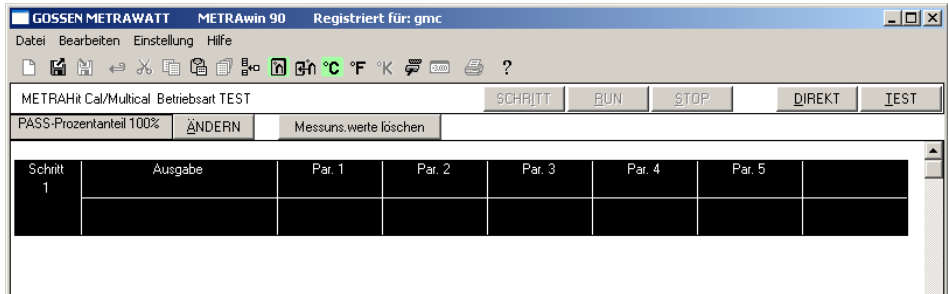 GOSSEN METRAWATT METRAwin 90 Registriert für: gmc
Datei Bearbeiten Einstellung Hilfe
°C °F °K ?
METRAHit Cal/Multical Betriebsart TEST SCHRITT RUN STOP DIREKT TEST
PASS-Prozentanteil 100% ÄNDERN Messuns.werte löschen
Schritt Ausgabe Par. 1 Par. 2 Par. 3 Par. 4 Par. 5
1